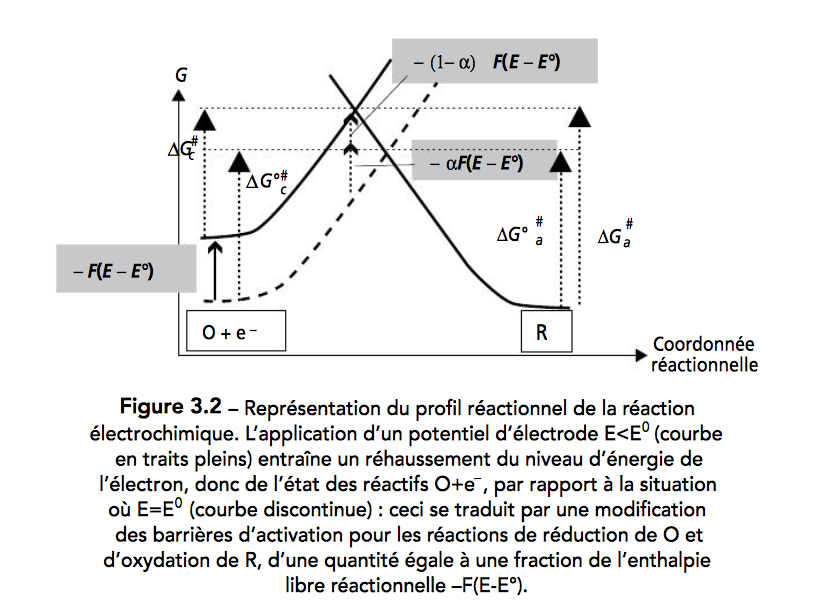 – (1– α) F(E – E°)
G
ΔG#c
ΔG°#c
– αF(E – E°)
ΔG°#a
ΔG#a
– F(E – E°)
O + e⁻
R
Coordonnée
réactionnelle
Figure 3.2 – Représentation du profil réactionnel de la réaction
électrochimique. L’application d’un potentiel d’électrode E<E⁰ (courbe
en traits pleins) entraîne un réhaussement du niveau d’énergie de
l’électron, donc de l’état des réactifs O+e⁻, par rapport à la situation
où E=E⁰ (courbe discontinue) : ceci se traduit par une modification
des barrières d’activation pour les réactions de réduction de O et
d’oxydation de R, d’une quantité égale à une fraction de l’enthalpie
libre réactionnelle –F(E-E°).